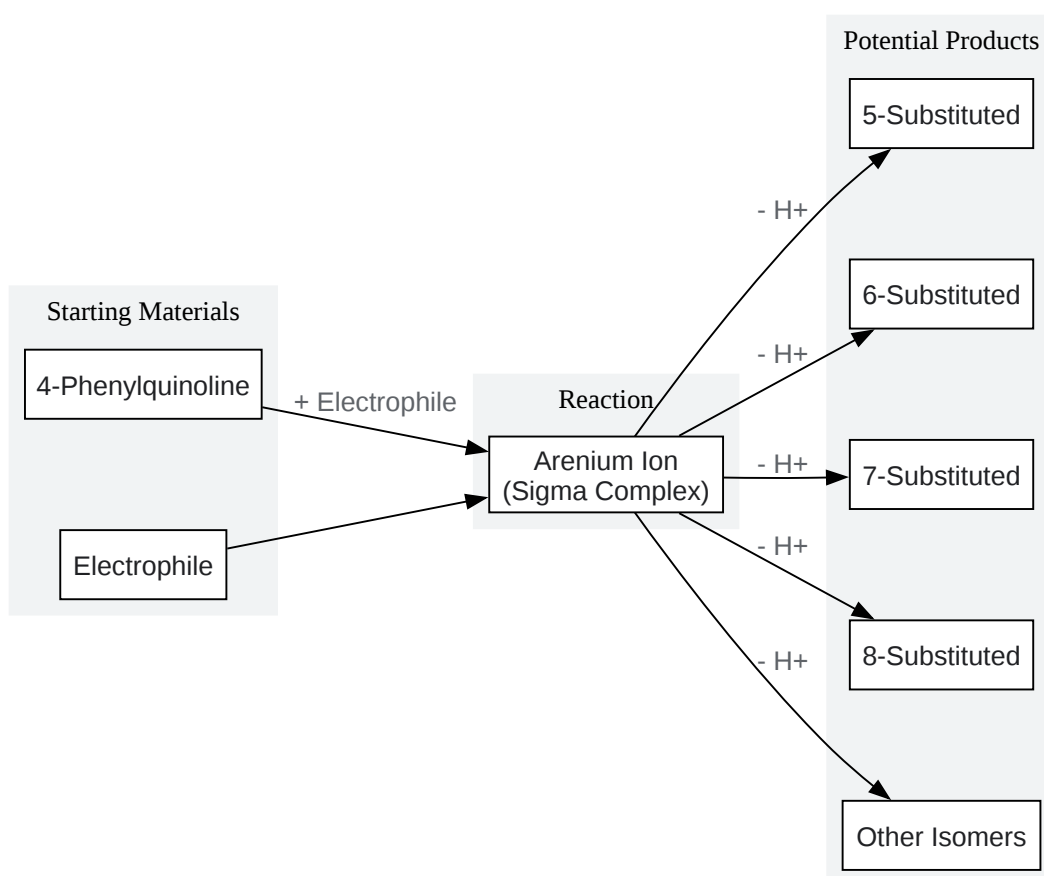 Starting Materials
4-Phenylquinoline
Electrophile
+ Electrophile
Reaction
Arenium Ion
(Sigma Complex)
- H+
- H+
- H+
- H+
- H+
Potential Products
5-Substituted
6-Substituted
7-Substituted
8-Substituted
Other Isomers